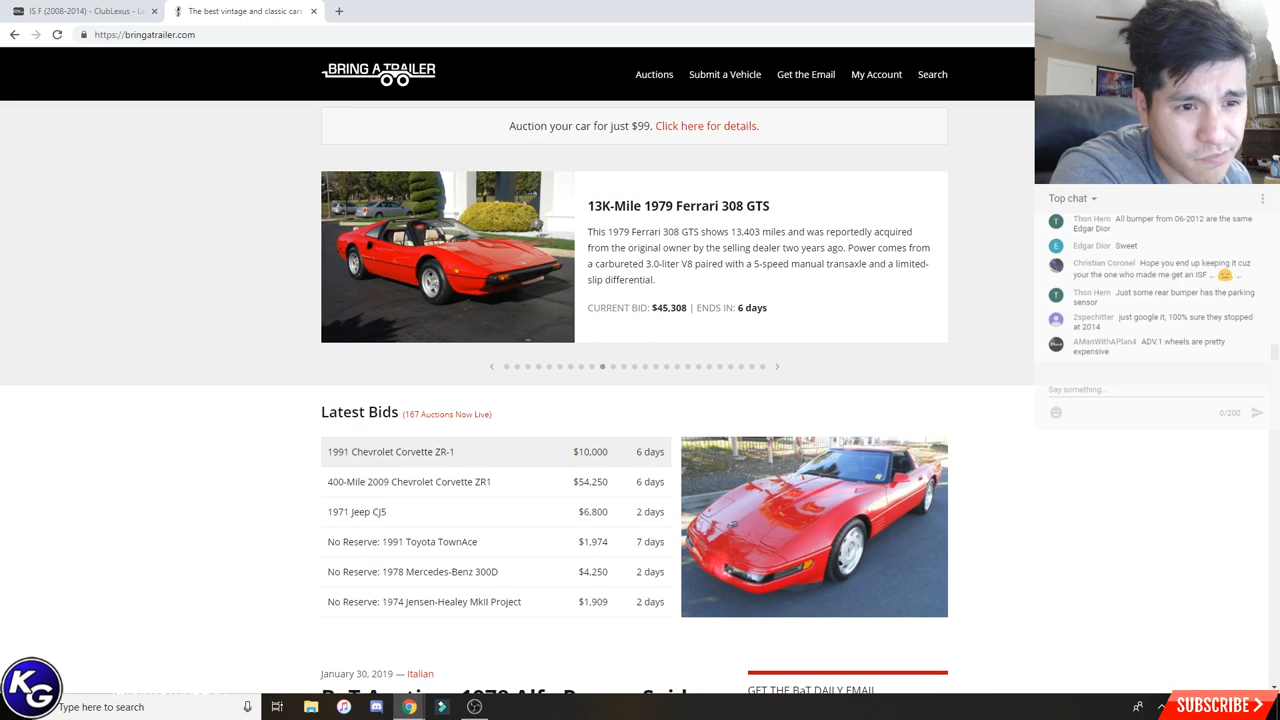 IS F (2008-2014) - ClubLexus - Le
The best vintage and classic cars
https://bringatrailer.com
BRING A TRAILER
Auctions
Submit a Vehicle
Get the Email
My Account
Search
Auction your car for just $99. Click here for details.
13K-Mile 1979 Ferrari 308 GTS
This 1979 Ferrari 308 GTS shows 13,403 miles and was reportedly acquired
from the original owner by the selling dealer two years ago. Power comes from
a carbureted 3.0-liter V8 paired with a 5-speed manual transaxle and a limited-
slip differential.
CURRENT BID: $45,308 | ENDS IN: 6 days
Latest Bids (167 Auctions Now Live)
1991 Chevrolet Corvette ZR-1 $10,000 6 days
400-Mile 2009 Chevrolet Corvette ZR1 $54,250 6 days
1971 Jeep CJ5 $6,800 2 days
No Reserve: 1991 Toyota TownAce $1,974 7 days
No Reserve: 1978 Mercedes-Benz 300D $4,250 2 days
No Reserve: 1974 Jensen-Healey MkII Project $1,909 2 days
January 30, 2019 — Italian
GET THE BaT DAILY EMAIL
Top chat
Thon Hem All bumper from 06-2012 are the same
Edgar Dior
Edgar Dior Sweet
Christian Coronel Hope you end up keeping it cuz
your the one who made me get an ISF .. ..
Thon Hem Just some rear bumper has the parking
sensor
2spechitter just google it, 100% sure they stopped
at 2014
AManWithAPlan4 ADV.1 wheels are pretty
expensive
Say something...
0/200
KG
Type here to search
SUBSCRIBE